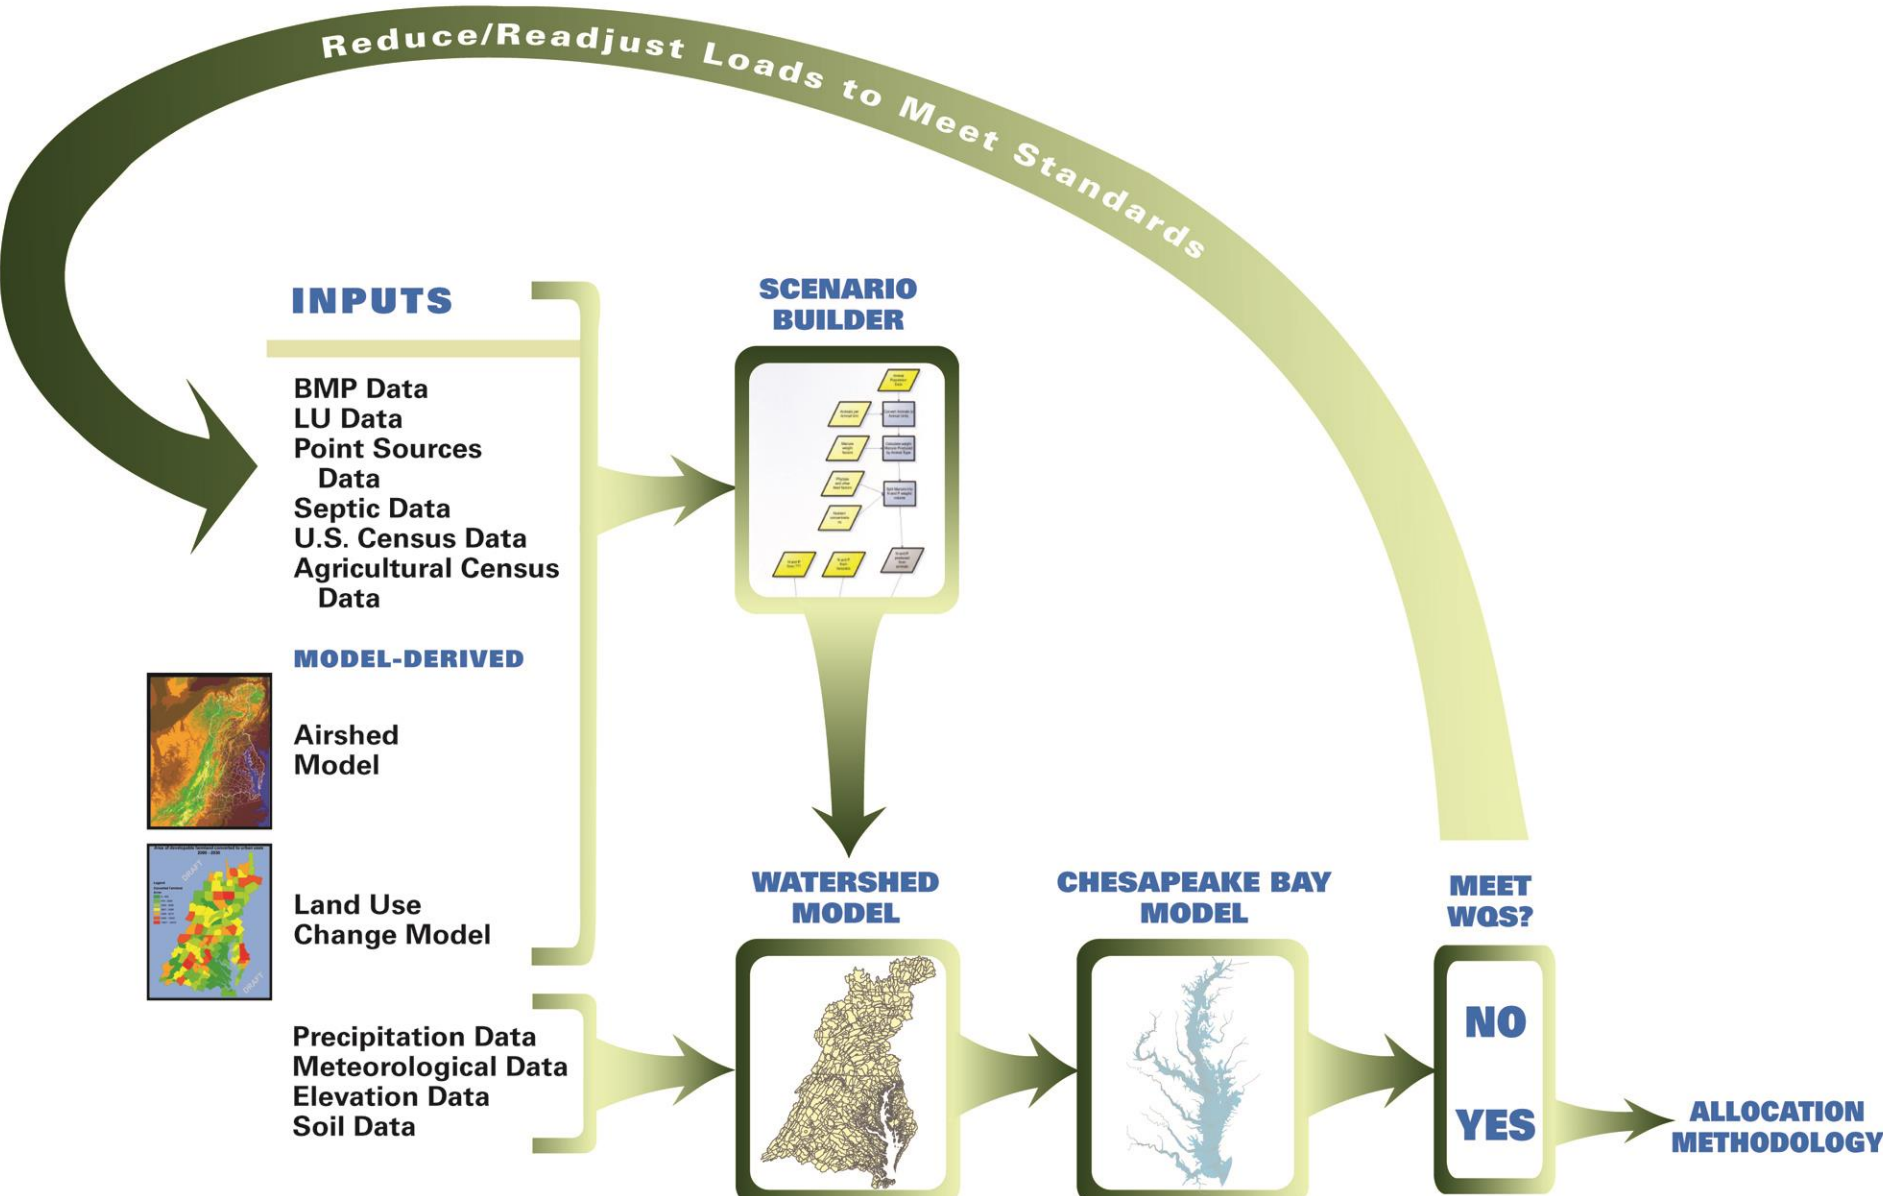 Reduce/Readjust Loads to Meet Standards
INPUTS
BMP Data
LU Data
Point Sources
Data
Septic Data
U.S. Census Data
Agricultural Census
Data
MODEL-DERIVED
Airshed
Model
Land Use
Change Model
DRAFT
DRAFT
Precipitation Data
Meteorological Data
Elevation Data
Soil Data
SCENARIO
BUILDER
WATERSHED
MODEL
CHESAPEAKE BAY
MODEL
MEET
WQS?
NO
YES
ALLOCATION
METHODOLOGY